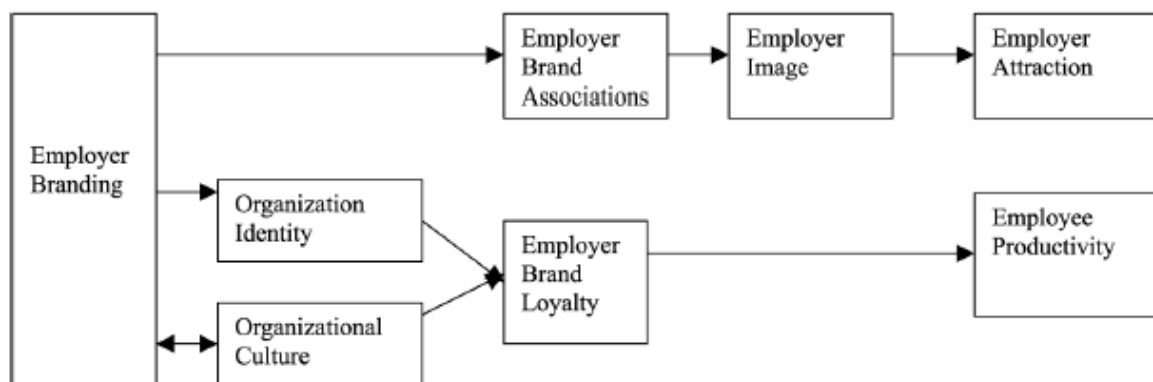 Employer
Branding
Employer
Brand
Associations
Employer
Image
Employer
Attraction
Organization
Identity
Organizational
Culture
Employer
Brand
Loyalty
Employee
Productivity